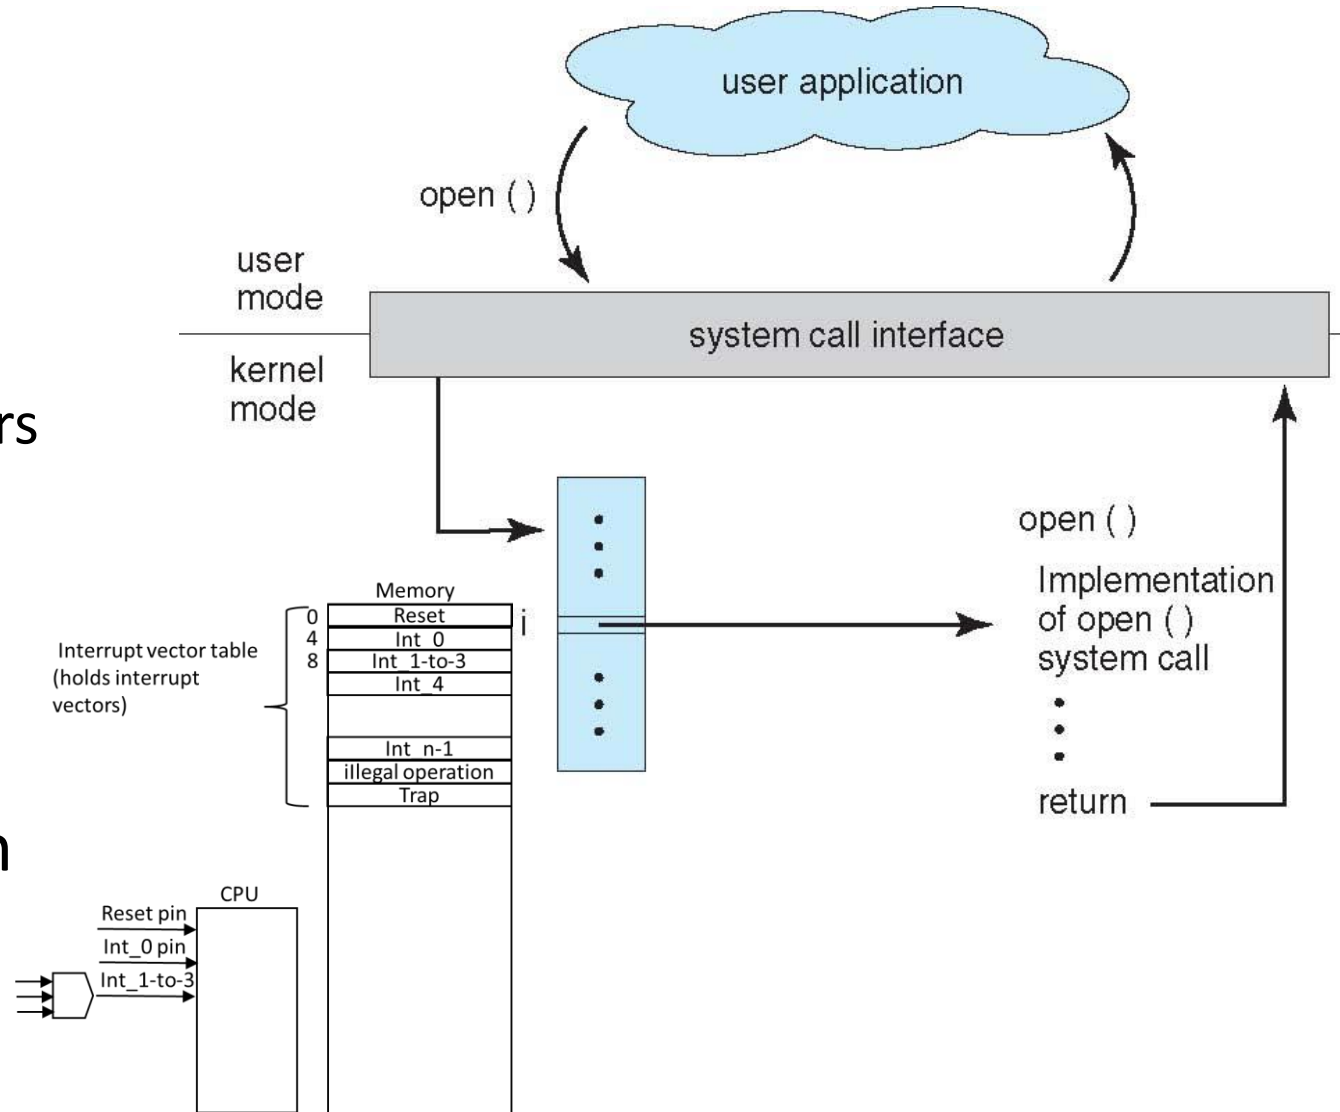 user application
open ( )
user
mode
system call interface
kernel
mode
rs
open ( )
Implementation
of open ( )
system call
return
i
Memory
0 Reset
4 Int_0
8 Int_1-to-3
Int_4
Int_n-1
illegal operation
Trap
Interrupt vector table
(holds interrupt
vectors)
n
CPU
Reset pin
Int_0 pin
Int_1-to-3